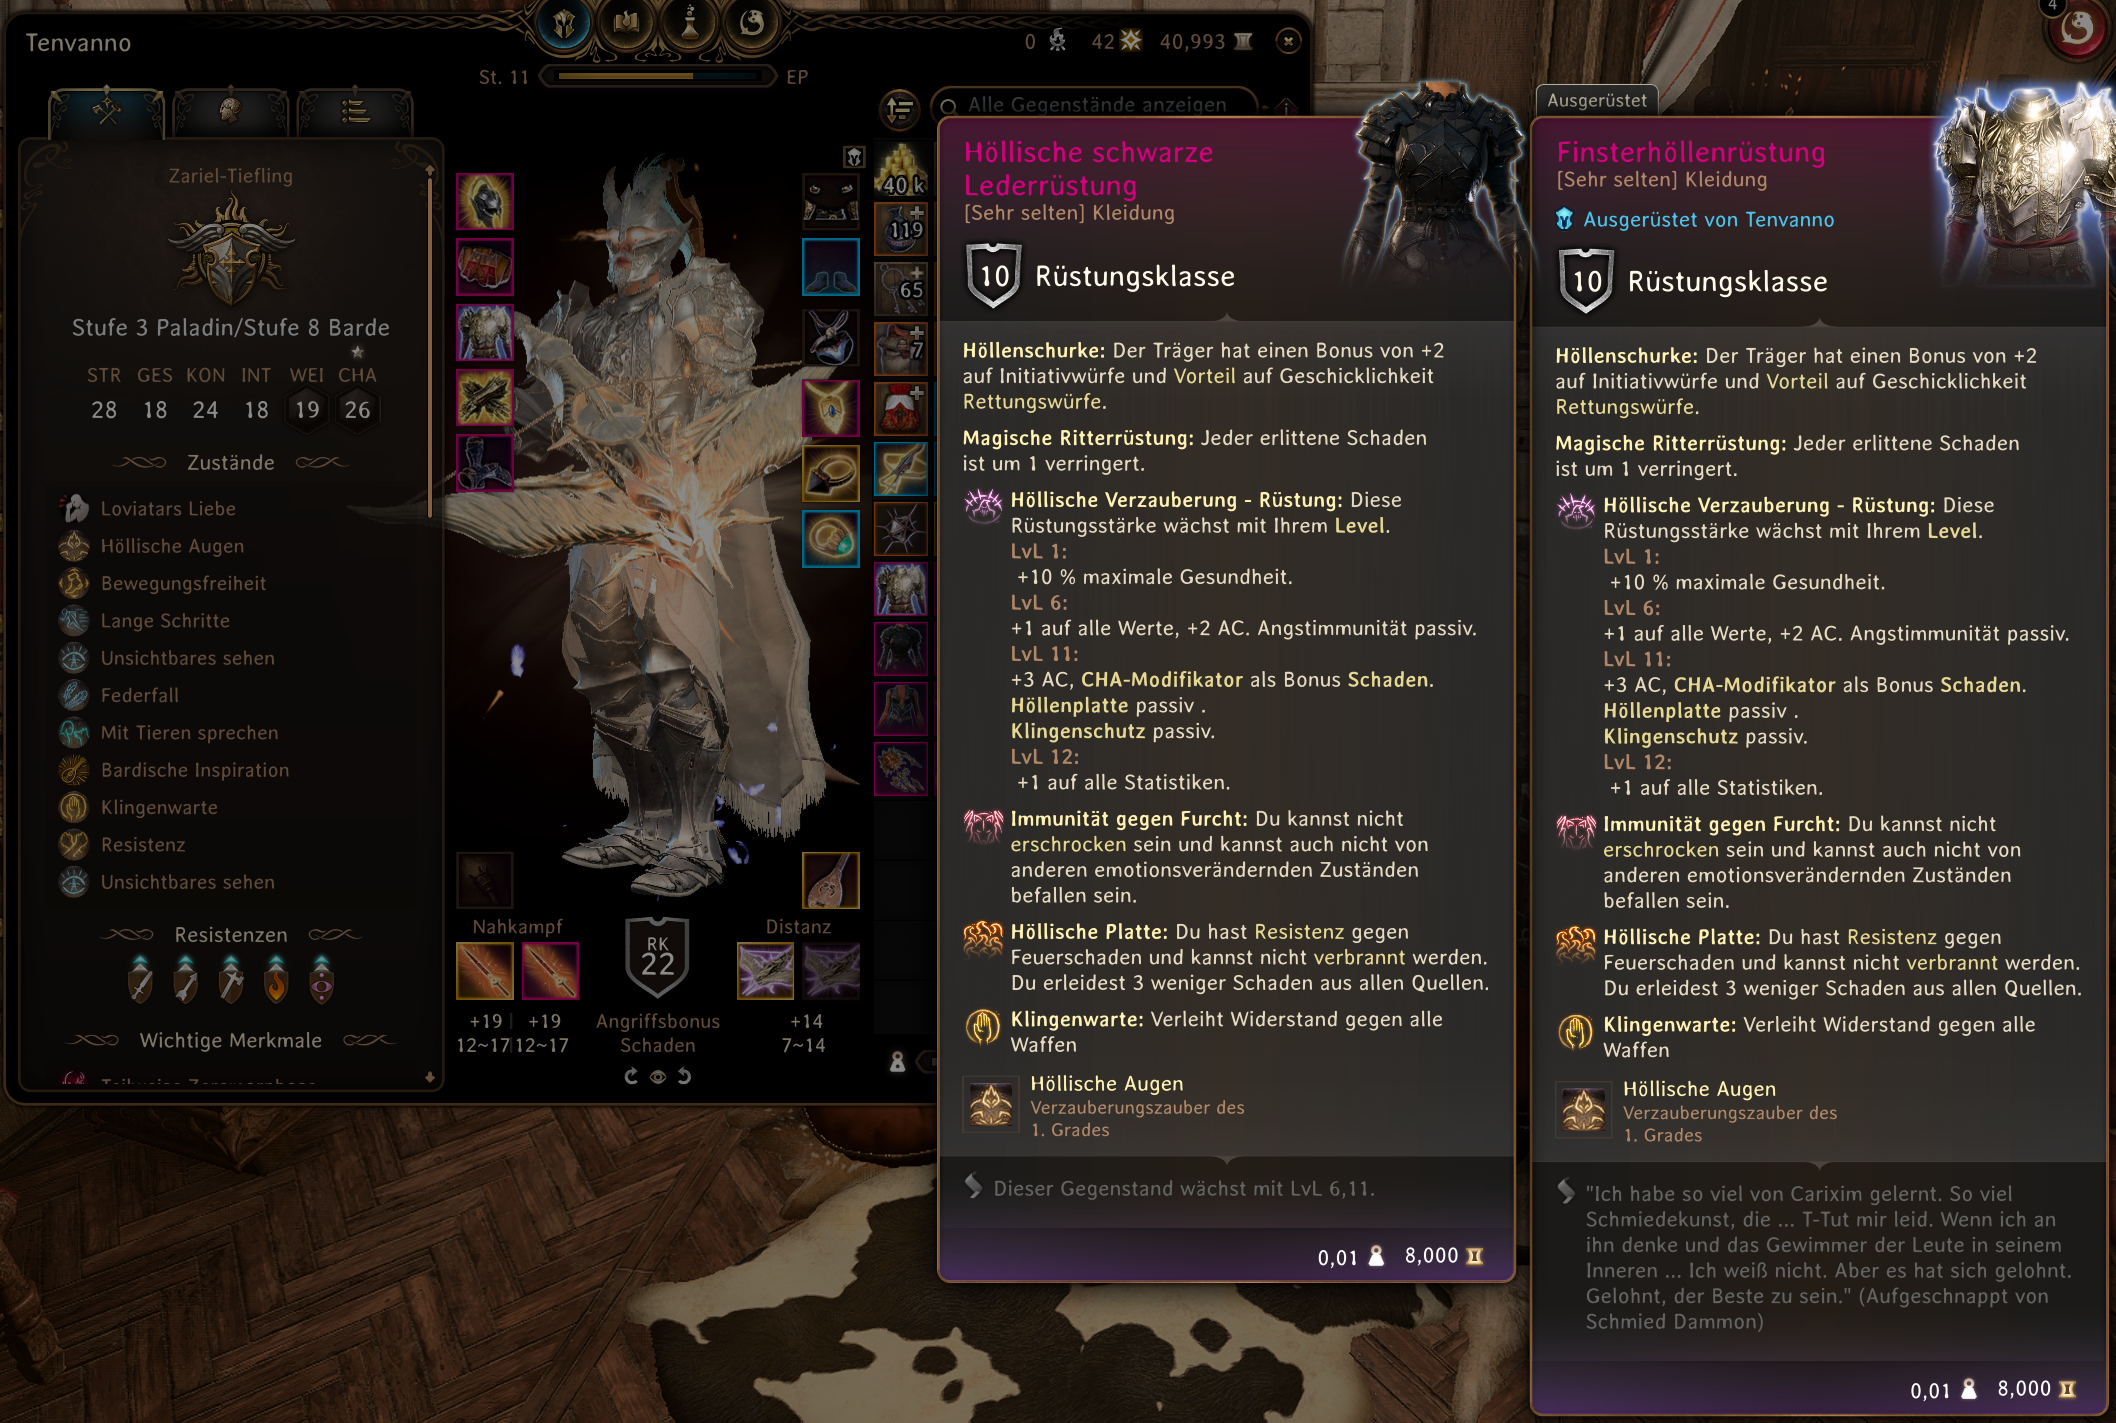 Tenvanno
0
42
40,993
St. 11
EP
Alle Gegenstände anzeigen
Zariel-Tiefling
Stufe 3 Paladin/Stufe 8 Barde
STR GES KON INT WEI CHA
28 18 24 18 19 26
Zustände
Loviatars Liebe
Höllische Augen
Bewegungsfreiheit
Lange Schritte
Unsichtbares sehen
Federfall
Mit Tieren sprechen
Bardische Inspiration
Klingenwarte
Resistenz
Unsichtbares sehen
Resistenzen
Wichtige Merkmale
40 k
119
65
7
Nahkampf
Distanz
RK
22
+19 +19
Angriffsbonus
+14
12~17 12~17
Schaden
7~14
Höllische schwarze
Lederrüstung
[Sehr selten] Kleidung
10 Rüstungsklasse
Höllenschurke: Der Träger hat einen Bonus von +2
auf Initiativwürfe und Vorteil auf Geschicklichkeit
Rettungswürfe.
Magische Ritterrüstung: Jeder erlittene Schaden
ist um 1 verringert.
Höllische Verzauberung - Rüstung: Diese
Rüstungsstärke wächst mit Ihrem Level.
LvL 1:
+10 % maximale Gesundheit.
LvL 6:
+1 auf alle Werte, +2 AC. Angstimmunität passiv.
LvL 11:
+3 AC, CHA-Modifikator als Bonus Schaden.
Höllenplatte passiv .
Klingenschutz passiv.
LvL 12:
+1 auf alle Statistiken.
Immunität gegen Furcht: Du kannst nicht
erschrocken sein und kannst auch nicht von
anderen emotionsverändernden Zuständen
befallen sein.
Höllische Platte: Du hast Resistenz gegen
Feuerschaden und kannst nicht verbrannt werden.
Du erleidest 3 weniger Schaden aus allen Quellen.
Klingenwarte: Verleiht Widerstand gegen alle
Waffen
Höllische Augen
Verzauberungszauber des
1. Grades
Dieser Gegenstand wächst mit LvL 6,11.
0,01
8,000
4
Ausgerüstet
Finsterhöllenrüstung
[Sehr selten] Kleidung
Ausgerüstet von Tenvanno
10 Rüstungsklasse
Höllenschurke: Der Träger hat einen Bonus von +2
auf Initiativwürfe und Vorteil auf Geschicklichkeit
Rettungswürfe.
Magische Ritterrüstung: Jeder erlittene Schaden
ist um 1 verringert.
Höllische Verzauberung - Rüstung: Diese
Rüstungsstärke wächst mit Ihrem Level.
LvL 1:
+10 % maximale Gesundheit.
LvL 6:
+1 auf alle Werte, +2 AC. Angstimmunität passiv.
LvL 11:
+3 AC, CHA-Modifikator als Bonus Schaden.
Höllenplatte passiv .
Klingenschutz passiv.
LvL 12:
+1 auf alle Statistiken.
Immunität gegen Furcht: Du kannst nicht
erschrocken sein und kannst auch nicht von
anderen emotionsverändernden Zuständen
befallen sein.
Höllische Platte: Du hast Resistenz gegen
Feuerschaden und kannst nicht verbrannt werden.
Du erleidest 3 weniger Schaden aus allen Quellen.
Klingenwarte: Verleiht Widerstand gegen alle
Waffen
Höllische Augen
Verzauberungszauber des
1. Grades
"Ich habe so viel von Carixim gelernt. So viel
Schmiedekunst, die ... T-Tut mir leid. Wenn ich an
ihn denke und das Gewimmer der Leute in seinem
Inneren ... Ich weiß nicht. Aber es hat sich gelohnt.
Gelohnt, der Beste zu sein." (Aufgeschnappt von
Schmied Dammon)
0,01
8,000